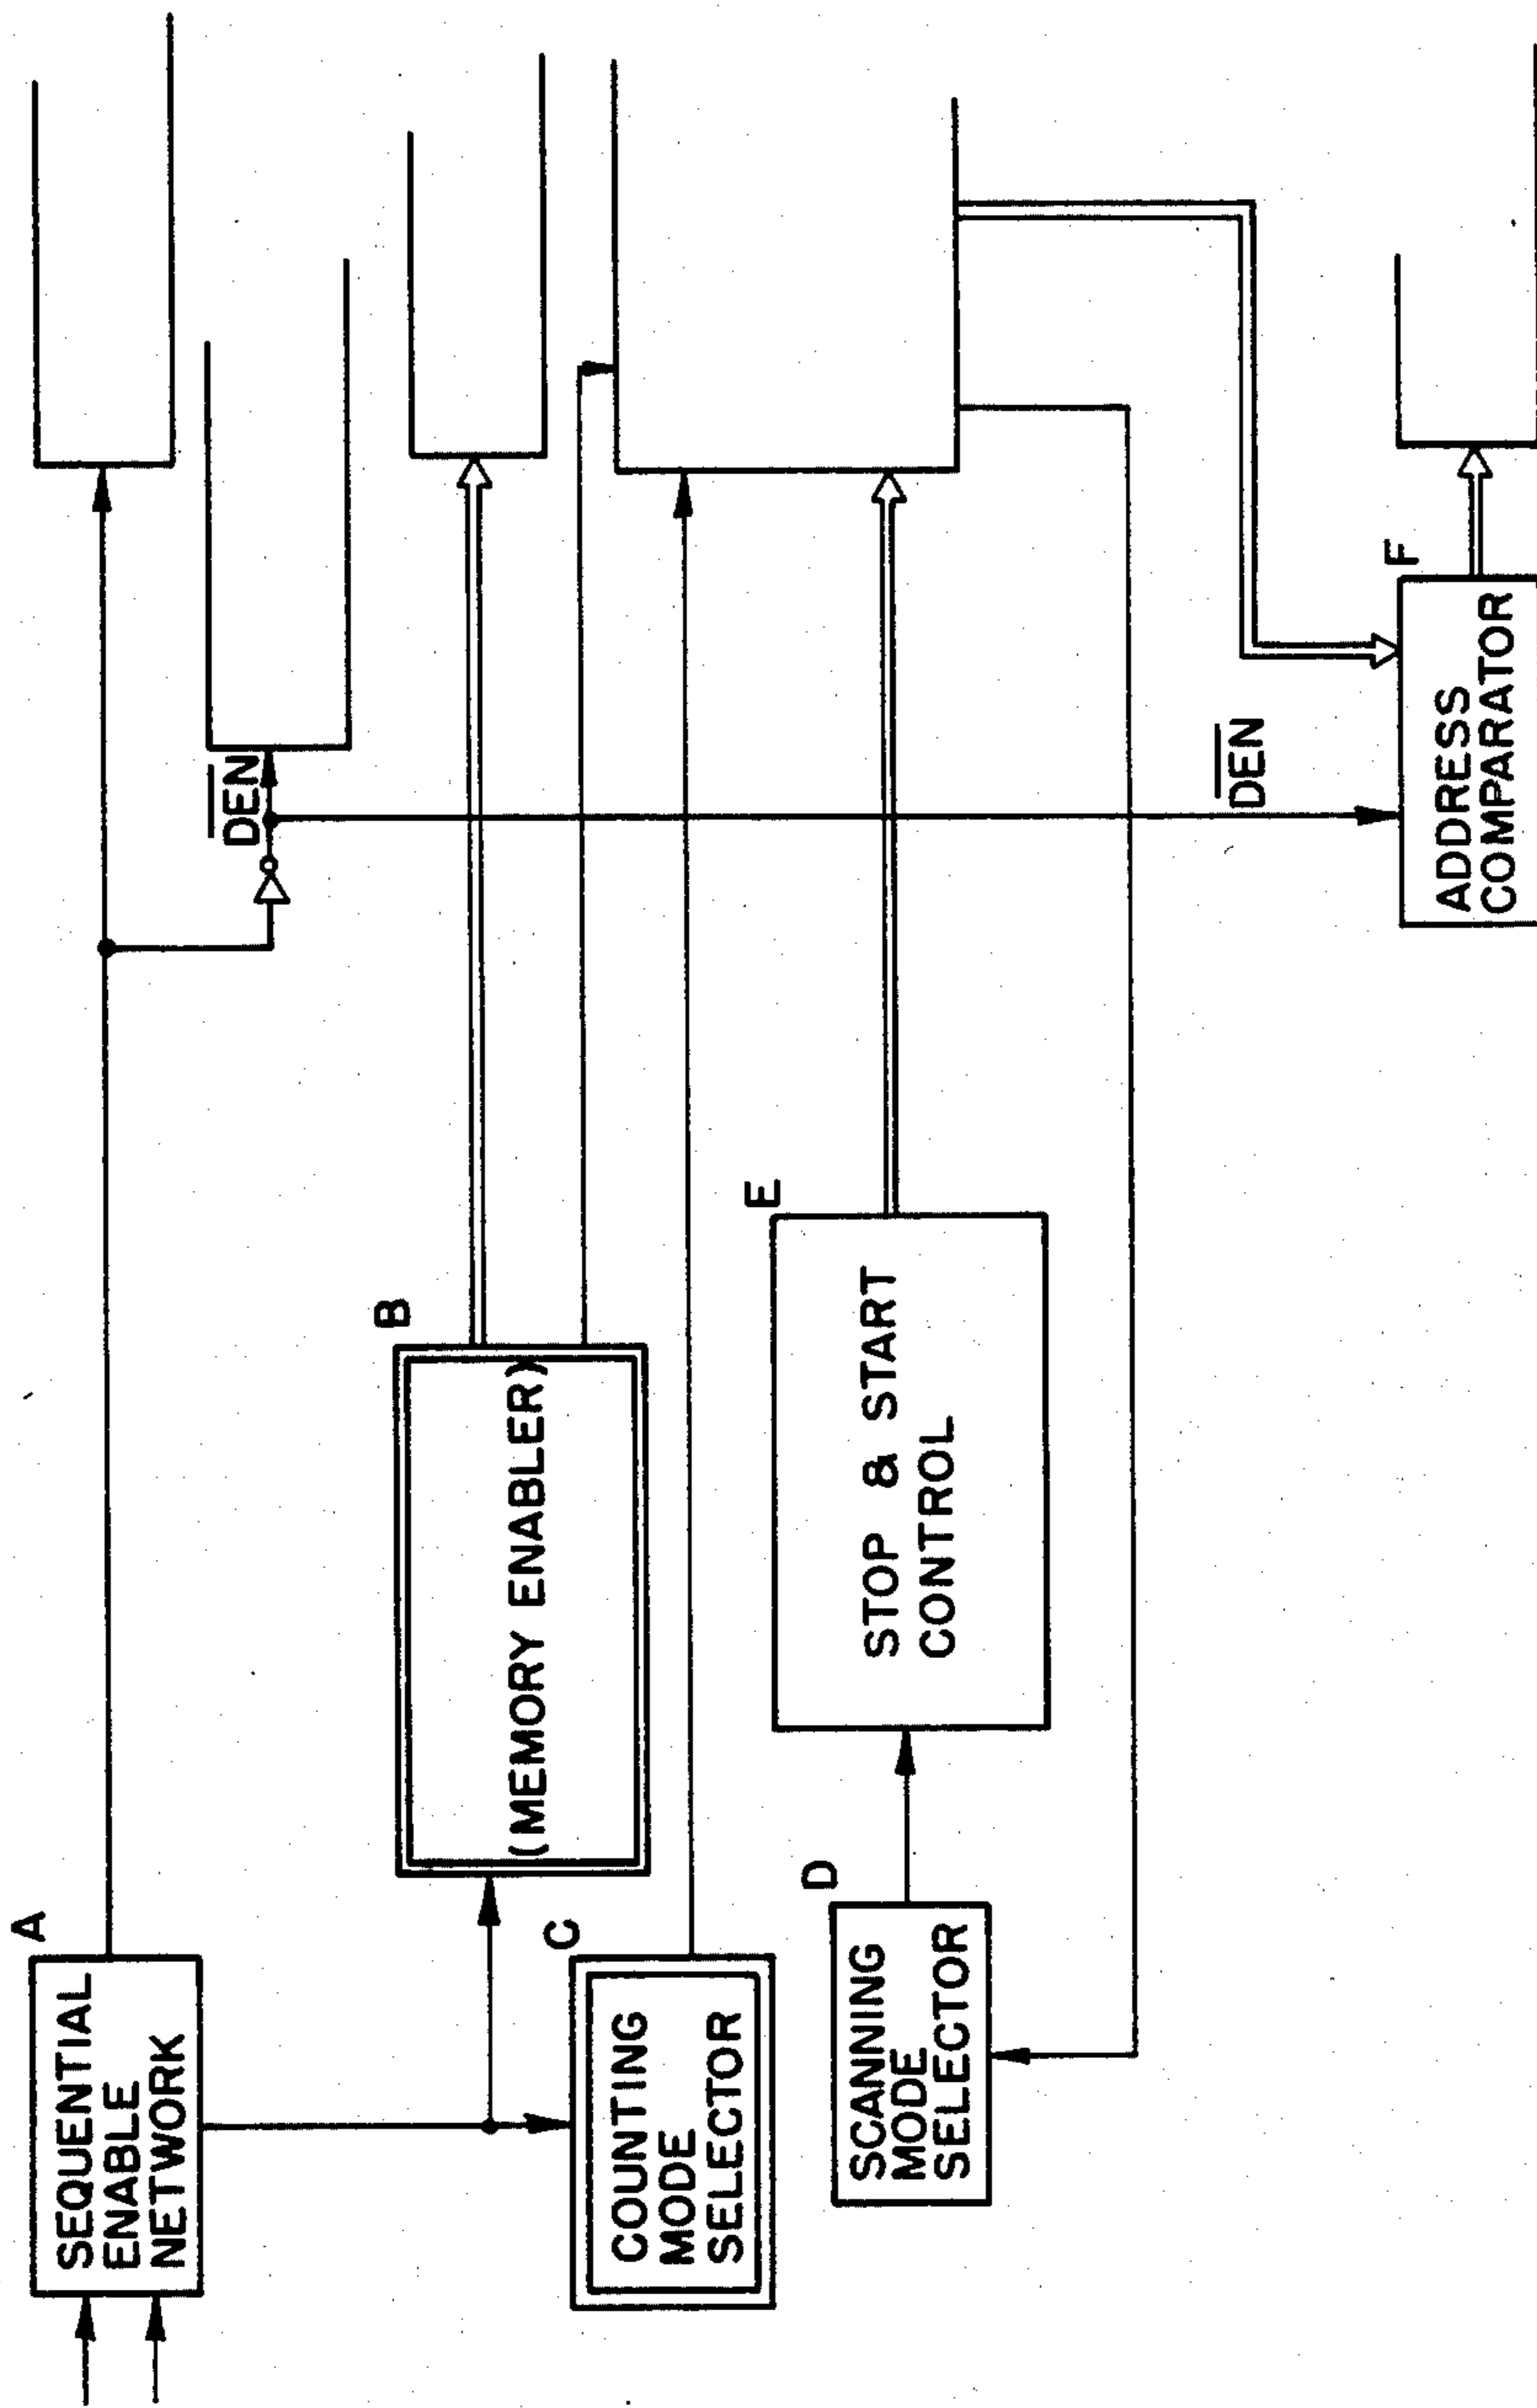 A
SEQUENTIAL
ENABLE
NETWORK
DEN
B
(MEMORY ENABLER)
C
COUNTING
MODE
SELECTOR
D
SCANNING
MODE
SELECTOR
E
STOP & START
CONTROL
DEN
F
ADDRESS
COMPARATOR